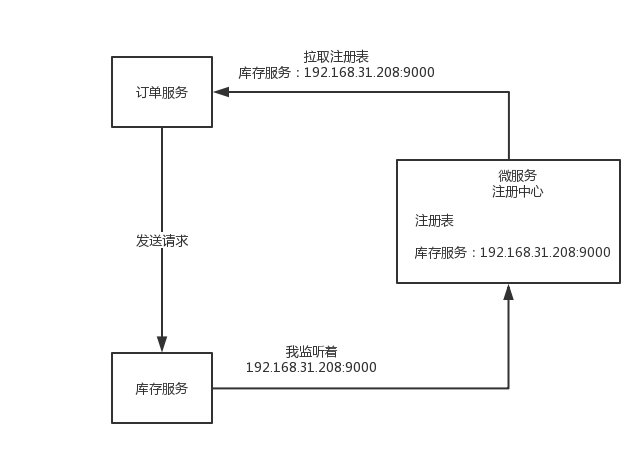 拉取注册表
库存服务：192.168.31.208:9000
订单服务
微服务
注册中心
注册表
库存服务：192.168.31.208:9000
发送请求
我监听着
192.168.31.208:9000
库存服务